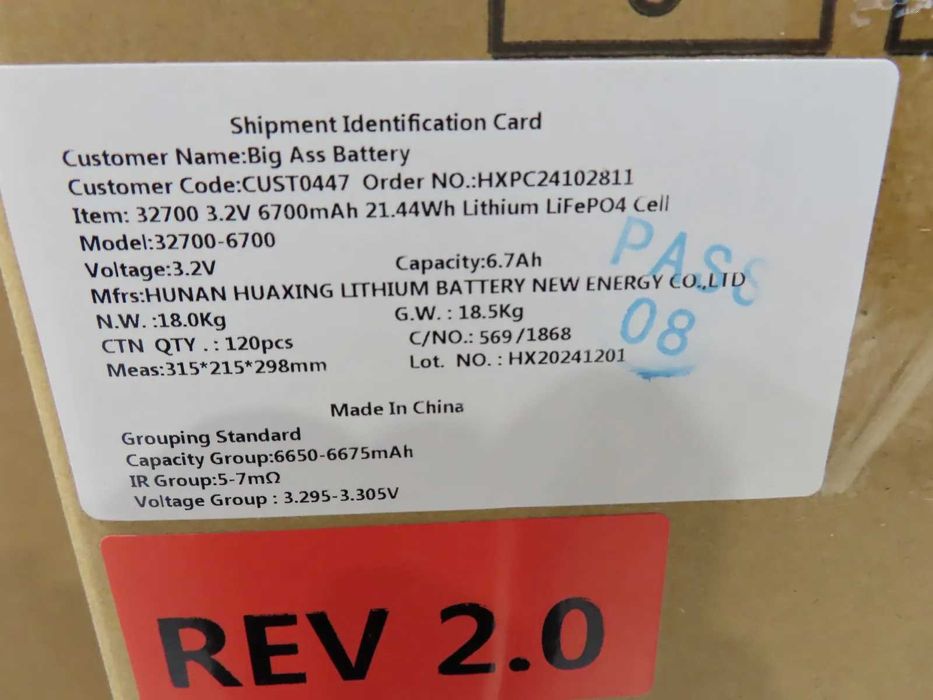 Shipment Identification Card
Customer Name:Big Ass Battery
Customer Code:CUST0447 Order NO.:HXPC24102811
Item: 32700 3.2V 6700mAh 21.44Wh Lithium LiFePO4 Cell
Model:32700-6700
Voltage:3.2V Capacity:6.7Ah
Mfrs:HUNAN HUAXING LITHIUM BATTERY NEW ENERGY CO.,LTD
N.W. :18.0Kg G.W. : 18.5Kg
CTN QTY . : 120pcs C/NO.: 569/1868
Meas:315*215*298mm Lot. NO. : HX20241201
PASS
08
Made In China
Grouping Standard
Capacity Group:6650-6675mAh
IR Group:5-7mΩ
Voltage Group : 3.295-3.305V
REV 2.0